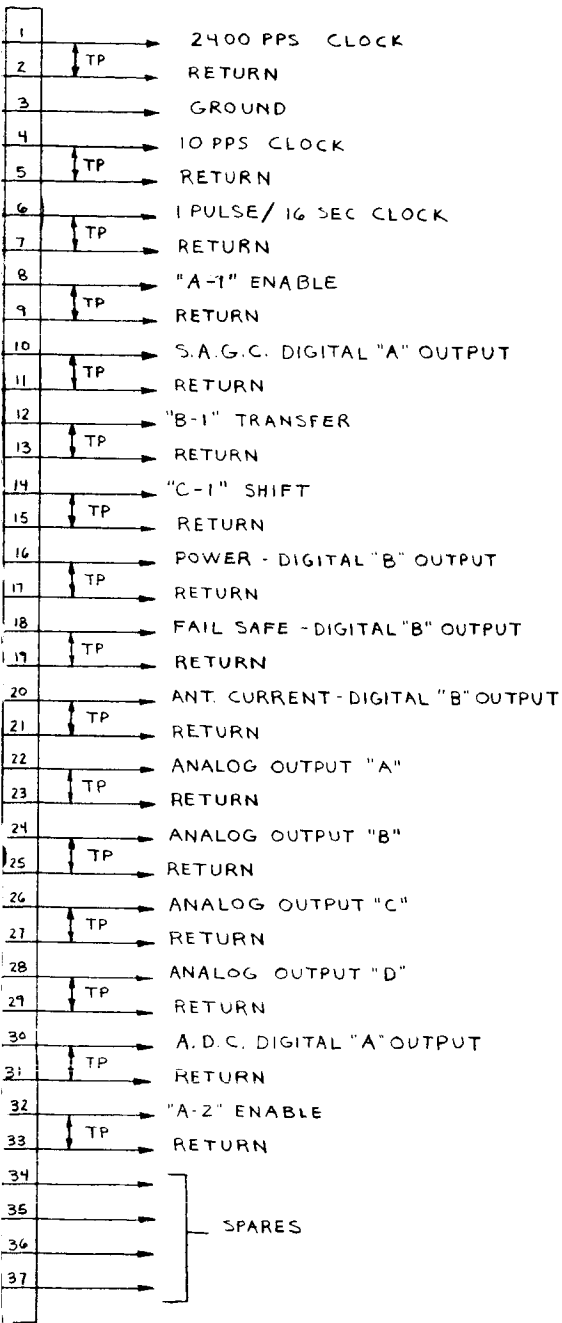 1 2400 PPS CLOCK
TP
2 RETURN
3 GROUND
4 10 PPS CLOCK
TP
5 RETURN
6 1 PULSE/16 SEC CLOCK
TP
7 RETURN
8 "A-1" ENABLE
TP
9 RETURN
10 S.A.G.C. DIGITAL "A" OUTPUT
TP
11 RETURN
12 "B-1" TRANSFER
TP
13 RETURN
14 "C-1" SHIFT
TP
15 RETURN
16 POWER - DIGITAL "B" OUTPUT
TP
17 RETURN
18 FAIL SAFE - DIGITAL "B" OUTPUT
TP
19 RETURN
20 ANT. CURRENT - DIGITAL "B" OUTPUT
TP
21 RETURN
22 ANALOG OUTPUT "A"
TP
23 RETURN
24 ANALOG OUTPUT "B"
TP
25 RETURN
26 ANALOG OUTPUT "C"
TP
27 RETURN
28 ANALOG OUTPUT "D"
TP
29 RETURN
30 A.D.C. DIGITAL "A" OUTPUT
TP
31 RETURN
32 "A-2" ENABLE
TP
33 RETURN
34
35
SPARES
36
37